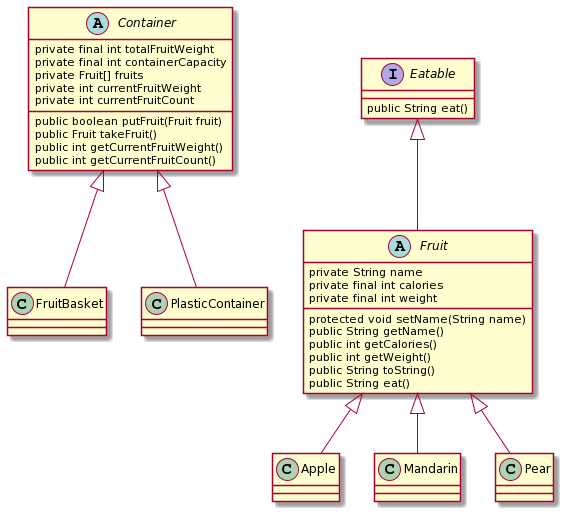 A Container
private final int totalFruitWeight
private final int containerCapacity
private Fruit[] fruits
private int currentFruitWeight
private int currentFruitCount
public boolean putFruit(Fruit fruit)
public Fruit takeFruit()
public int getCurrentFruitWeight()
public int getCurrentFruitCount()
I Eatable
public String eat()
C FruitBasket
C PlasticContainer
A Fruit
private String name
private final int calories
private final int weight
protected void setName(String name)
public String getName()
public int getCalories()
public int getWeight()
public String toString()
public String eat()
C Apple
C Mandarin
C Pear